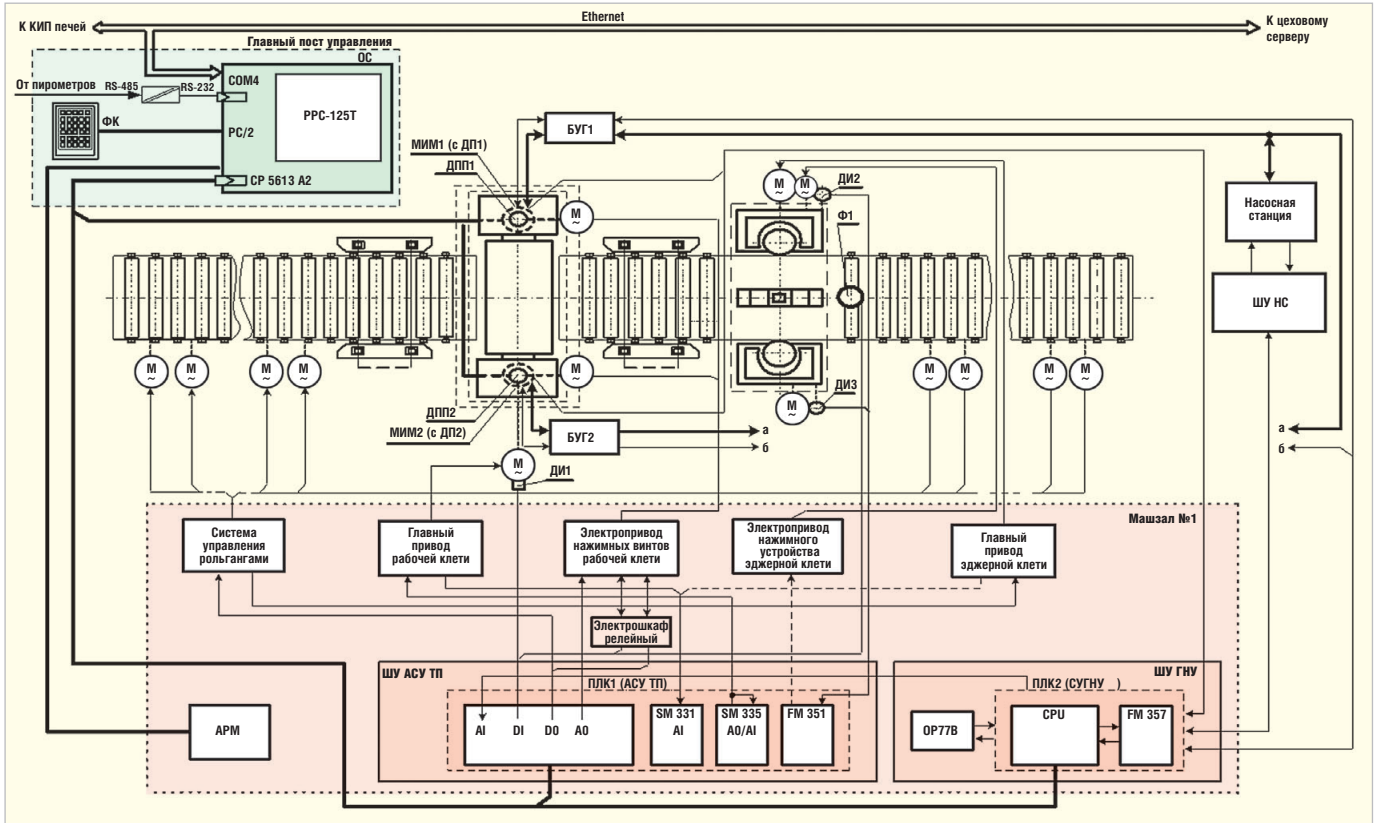 Ethernet
К КИП печей
К цеховому
серверу
Главный пост управления
ОС
COM4
От пирометров
RS-485
RS-232
PPC-125T
ФК
PC/2
CP 5613 A2
БУГ1
МИМ1 (с ДП1)
ДПП1
М
~
М
~
М
~
ДИ2
Ф1
Насосная
станция
ШУ НС
М
~
М
~
М
~
М
~
М
~
М
~
ДИ3
М
~
М
~
М
~
М
~
ДПП2
МИМ2 (с ДП2)
БУГ2
а
б
а
б
М
~
ДИ1
Машзал №1
Система
управления
рольгангами
Главный
привод
рабочей клети
Электропривод
нажимных винтов
рабочей клети
Электропривод
нажимного
устройства
эджерной клети
Главный
привод
эджерной клети
Электрошкаф
релейный
ШУ АСУ ТП
ПЛК1 (АСУ ТП)
ШУ ГНУ
ПЛК2 (СУГНУ )
АРМ
AI
DI
DO
AO
SM 331
AI
SM 335
AO/AI
FM 351
OP77B
CPU
FM 357